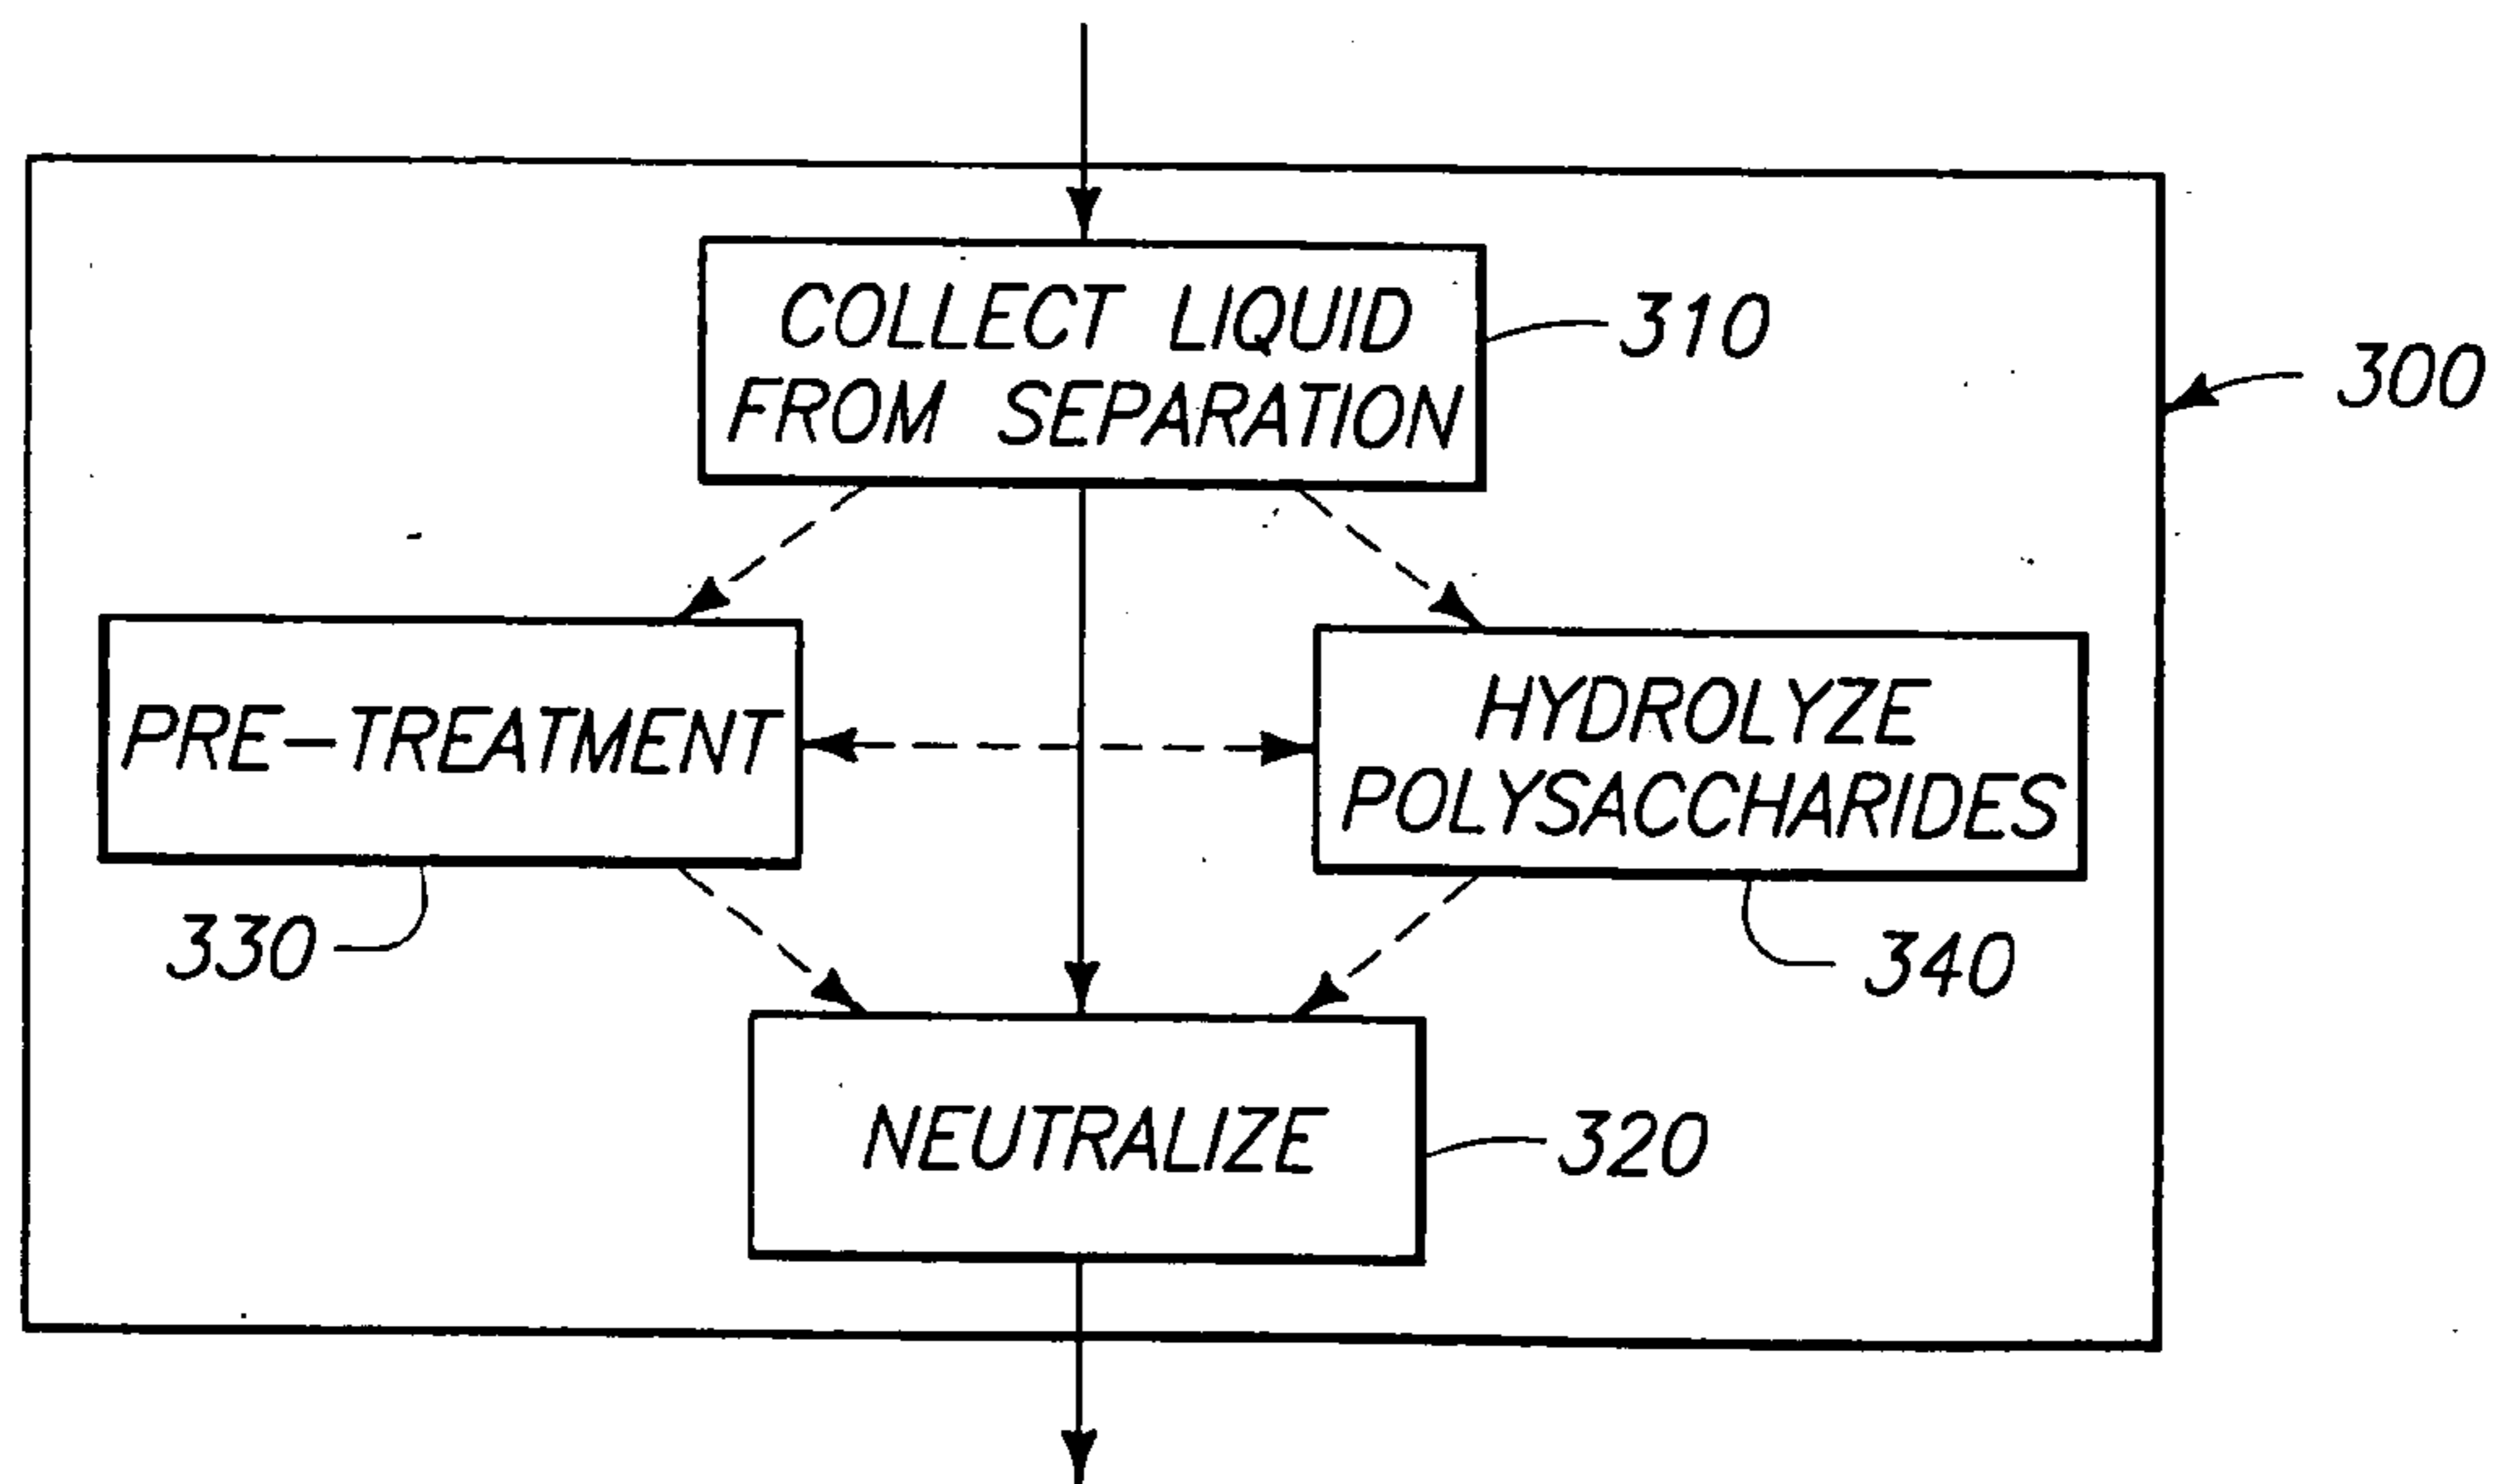 COLLECT LIQUID
FROM SEPARATION
310
300
PRE-TREATMENT
HYDROLYZE
POLYSACCHARIDES
330
340
NEUTRALIZE
320